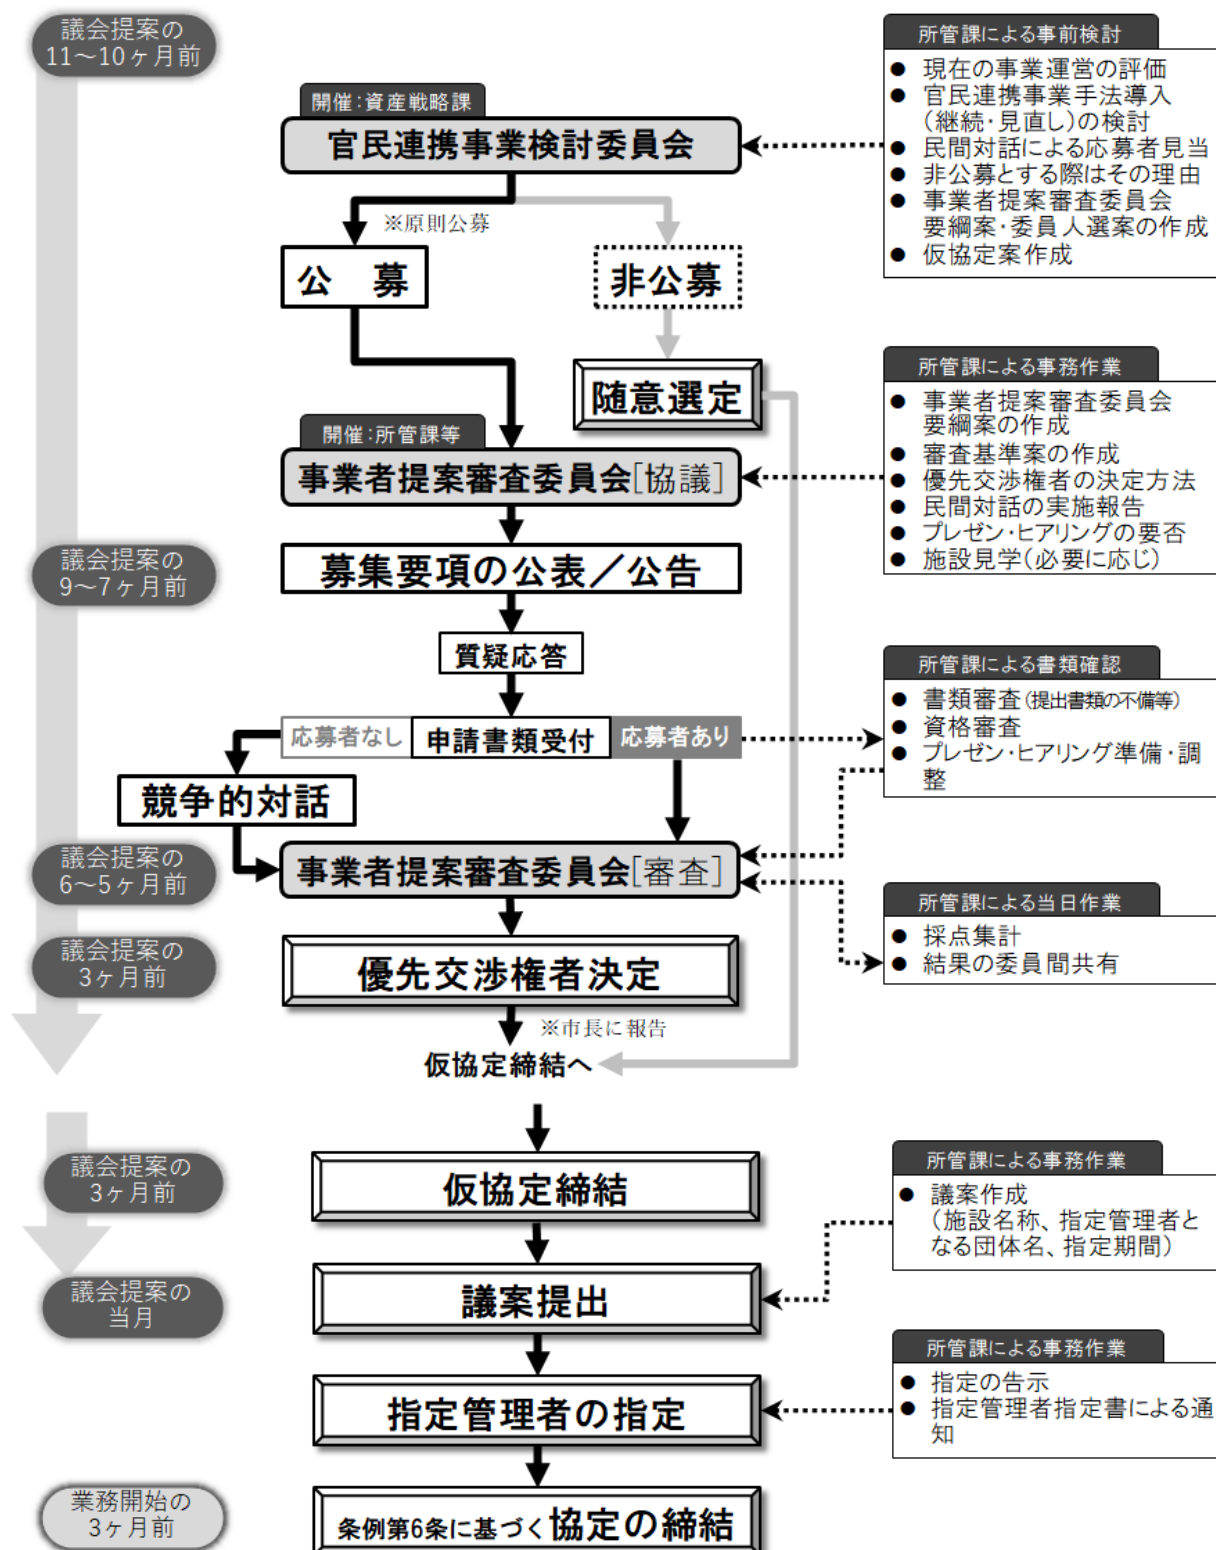 議会提案の
11～10ヶ月前
開催：資産戦略課
官民連携事業検討委員会
所管課による事前検討
● 現在の事業運営の評価
● 官民連携事業手法導入
（継続・見直し）の検討
● 民間対話による応募者見当
● 非公募とする際はその理由
● 事業者提案審査委員会
要綱案・委員人選案の作成
● 仮協定案作成
※原則公募
公　募
非公募
随意選定
開催：所管課等
事業者提案審査委員会［協議］
所管課による事務作業
● 事業者提案審査委員会
要綱案の作成
● 審査基準案の作成
● 優先交渉権者の決定方法
● 民間対話の実施報告
● プレゼン・ヒアリングの要否
● 施設見学（必要に応じ）
議会提案の
9～7ヶ月前
募集要項の公表／公告
質疑応答
応募者なし
申請書類受付
応募者あり
所管課による書類確認
● 書類審査（提出書類の不備等）
● 資格審査
● プレゼン・ヒアリング準備・調
整
競争的対話
議会提案の
6～5ヶ月前
事業者提案審査委員会［審査］
所管課による当日作業
● 採点集計
● 結果の委員間共有
議会提案の
3ヶ月前
優先交渉権者決定
※市長に報告
仮協定締結へ
議会提案の
3ヶ月前
仮協定締結
所管課による事務作業
● 議案作成
（施設名称、指定管理者と
なる団体名、指定期間）
議会提案の
当月
議案提出
所管課による事務作業
● 指定の告示
● 指定管理者指定書による通
知
指定管理者の指定
業務開始の
3ヶ月前
条例第6条に基づく協定の締結